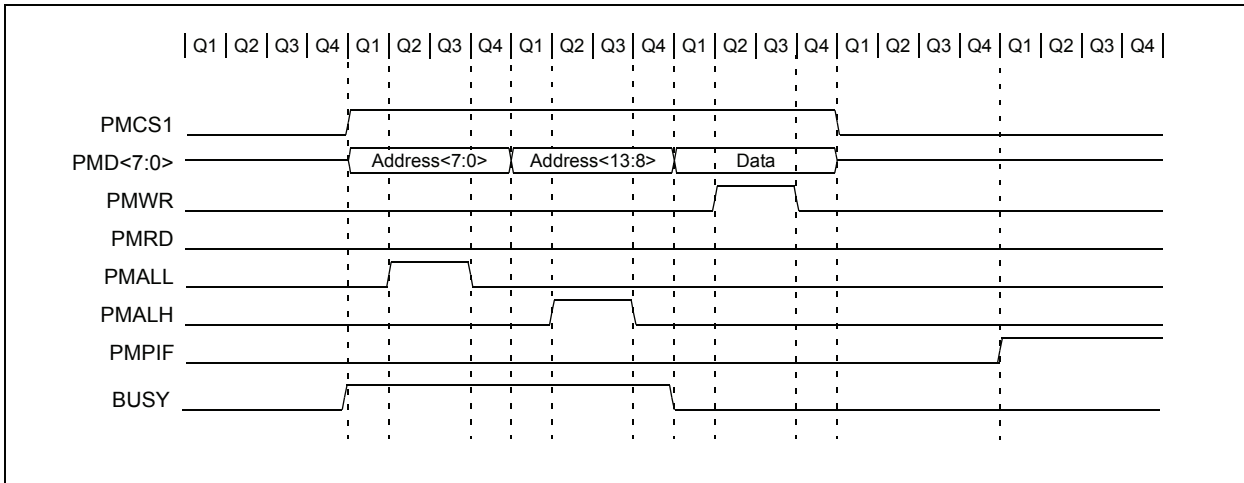 Q1 Q2 Q3 Q4 Q1 Q2 Q3 Q4 Q1 Q2 Q3 Q4 Q1 Q2 Q3 Q4 Q1 Q2 Q3 Q4 Q1 Q2 Q3 Q4
PMCS1
PMD<7:0> Address<7:0> Address<13:8> Data
PMWR
PMRD
PMALL
PMALH
PMPIF
BUSY